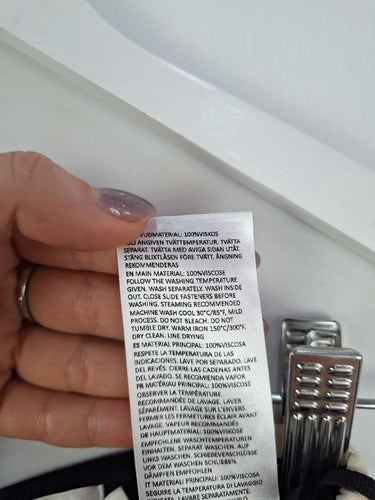 HUVUDMATERIAL: 100%VISKOS
ANGIVEN TVÄTTEMPERATUR. TVÄTTA
SEPARAT. TVÄTTA MED AVIGA SIDAN UTÅT.
STÄNG BLIXTLÅSEN FÖRE TVÄTT. ÅNGNING
REKOMMENDERAS
EN MAIN MATERIAL: 100%VISCOSE
FOLLOW THE WASHING TEMPERATURE
GIVEN. WASH SEPARATELY. WASH INSIDE
OUT. CLOSE SLIDE FASTENERS BEFORE
WASHING. STEAMING RECOMMENDED
MACHINE WASH COOL 30°C/85°F, MILD
PROCESS. DO NOT BLEACH. DO NOT
TUMBLE DRY. WARM IRON 150°C/300°F.
DRY CLEAN. LINE DRYING
ES MATERIAL PRINCIPAL: 100%VISCOSA
RESPETE LA TEMPERATURA DE LAS
INDICACIONES. LAVE POR SEPARADO. LAVE
DEL REVÉS. CIERRE LAS CADENAS ANTES
DEL LAVADO. SE RECOMIENDA VAPOR
FR MATÉRIAU PRINCIPAL: 100%VISCOSE
OBSERVER LA TEMPÉRATURE
RECOMMANDÉE DE LAVAGE. LAVER
SÉPARÉMENT. LAVAGE SUR L'ENVERS.
FERMER LES FERMETURES ÉCLAIR AVANT
LAVAGE. VAPEUR RECOMMANDÉE
DE HAUPTMATERIAL: 100%VISKOSE
EMPFOHLENE WASCHTEMPERATUREN
EINHALTEN. SEPARAT WASCHEN. AUF
LINKS WASCHEN. SCHIEBEVERSCHLÜSSE
VOR DEM WASCHEN SCHLIEẞEN
DÄMPFEN EMPFOHLEN
IT MATERIAL PRINCIPAL: 100%VISCOSA
SEGUIRE LA TEMPERATURA DI LAVAGGIO
INDICATA. LAVARE SEPARATAMENTE.